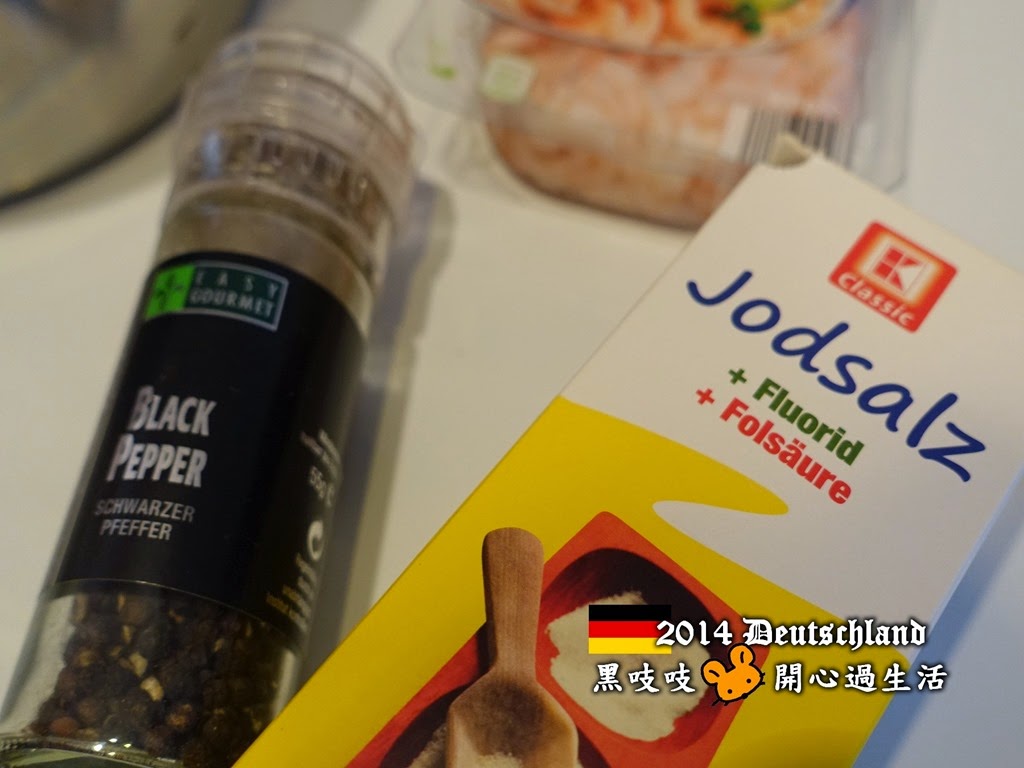 EASY
GOURMET
BLACK
PEPPER
SCHWARZER
PFEFFER
55g
K
classic
Jodsalz
+ Fluorid
+ Folsäure
2014 Deutschland
黑吱吱 開心過生活